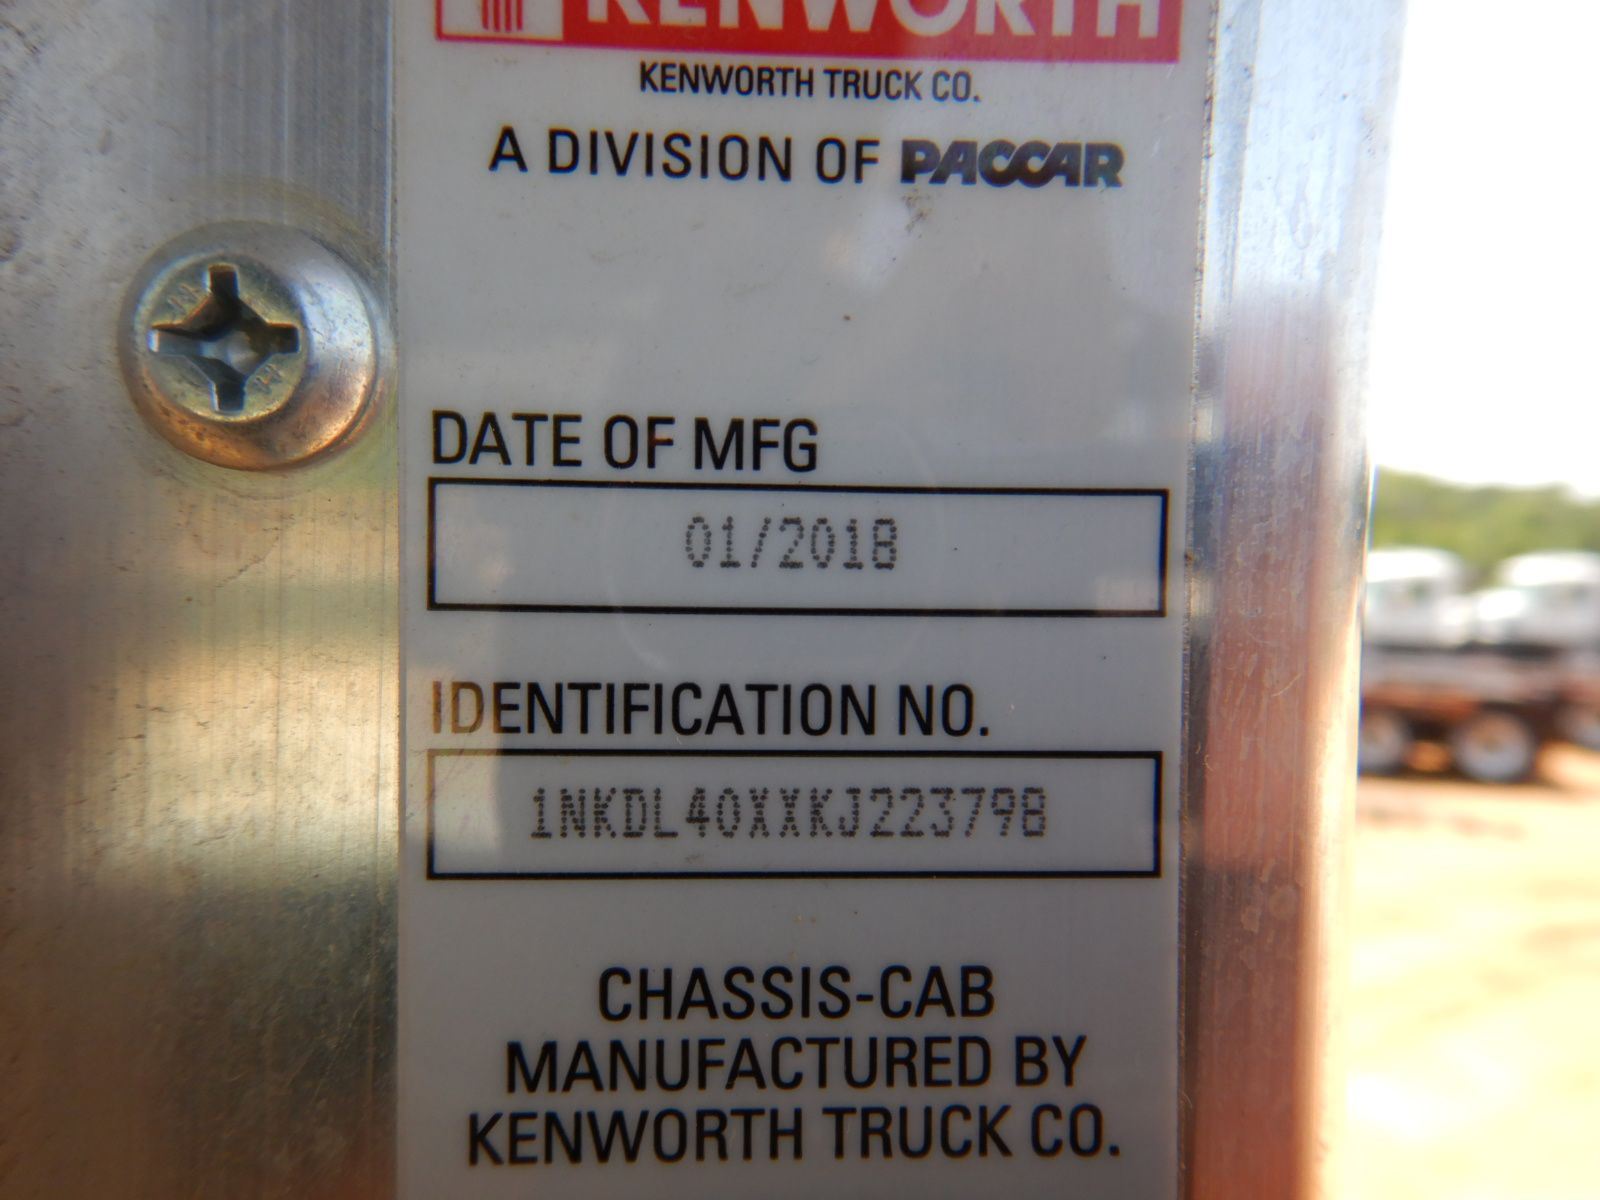 KENWORTH
KENWORTH TRUCK CO.
A DIVISION OF PACCAR
DATE OF MFG
01/2018
IDENTIFICATION NO.
1NKDL40XXKJ223798
CHASSIS-CAB
MANUFACTURED BY
KENWORTH TRUCK CO.